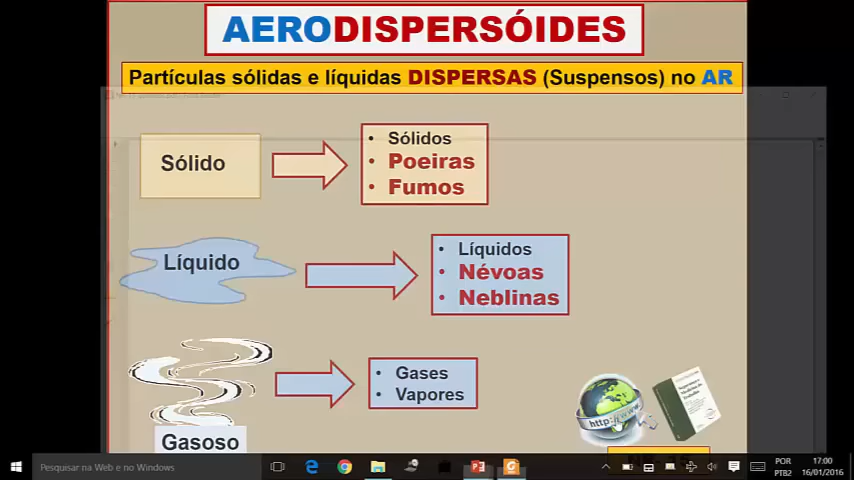 AERODISPERSÓIDES
Partículas sólidas e líquidas DISPERSAS (Suspensos) no AR
Sólido
• Sólidos
• Poeiras
• Fumos
Líquido
• Líquidos
• Névoas
• Neblinas
• Gases
• Vapores
Gasoso
http://www.
Pesquisar na Web e no Windows
POR
PTB2
17:00
16/01/2016